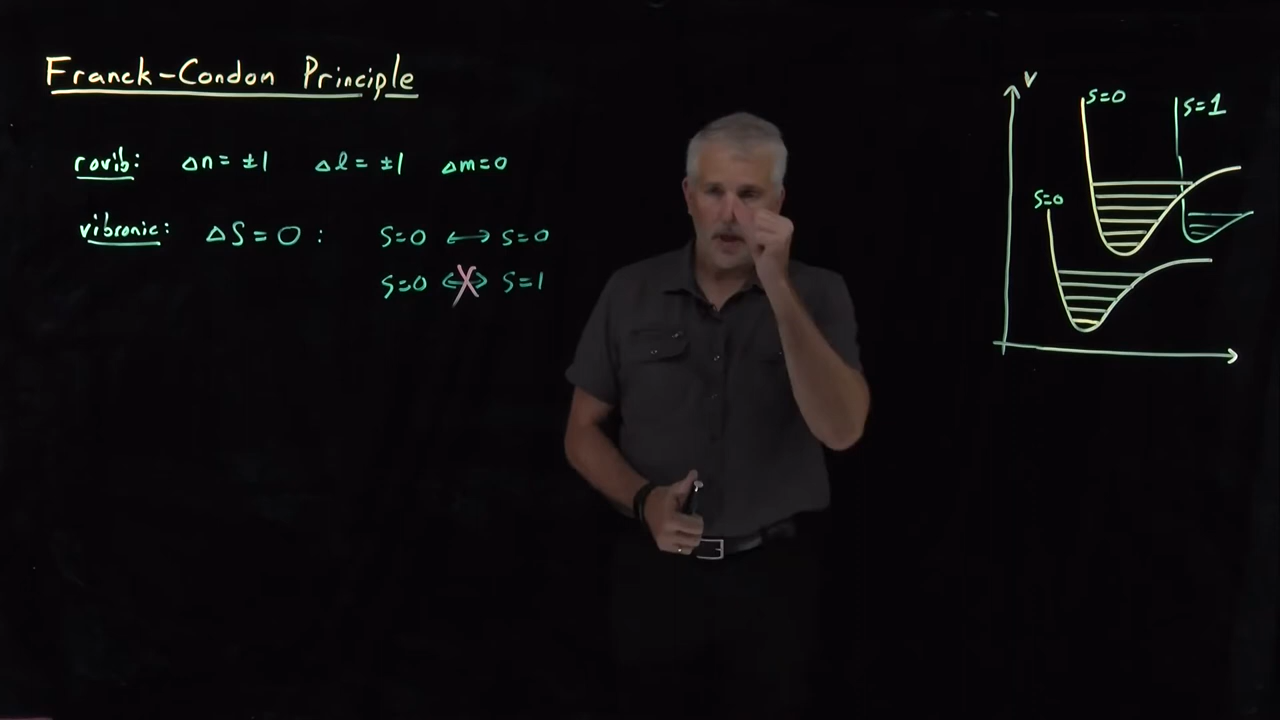 Franck-Condon Principle
rovib: Δn = ±1 Δl = ±1 Δm=0
vibronic: ΔS = 0 : S=0 ⟷ S=0
S=0 ⟷ S=1
V
S=0
S=1
S=0